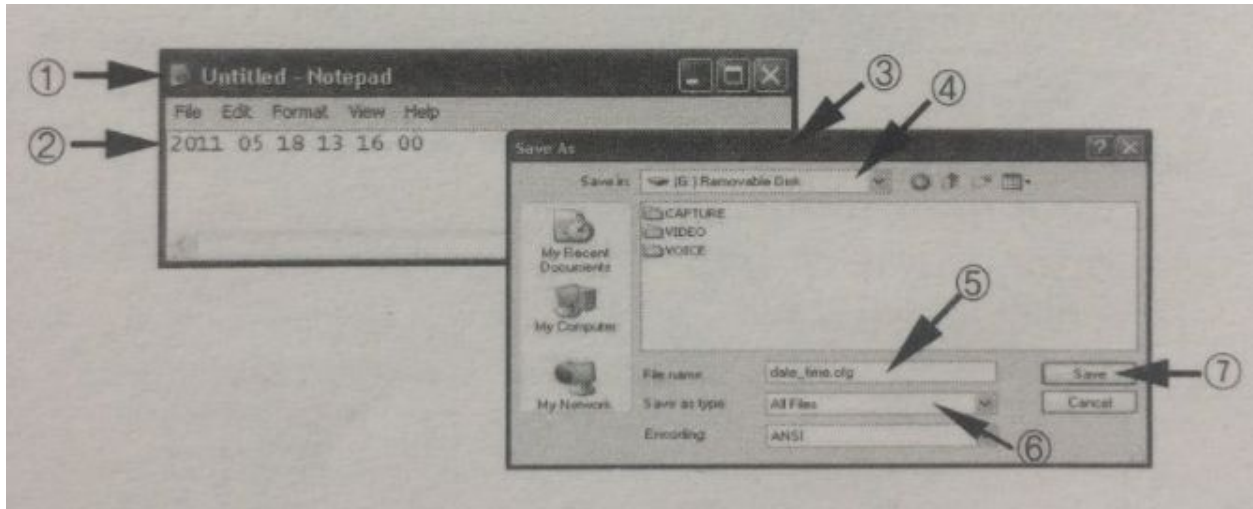 ①
Untitled - Notepad
③
④
File Edit Format View Help
②
2011 05 18 13 16 00
Save As
Save in: (G:) Removable Disk
CAPTURE
VIDEO
VOICE
My Recent
Documents
My Computer
My Network
⑤
File name: date_time.cfg
Save
⑦
Save as type: All Files
Cancel
⑥
Encoding: ANSI